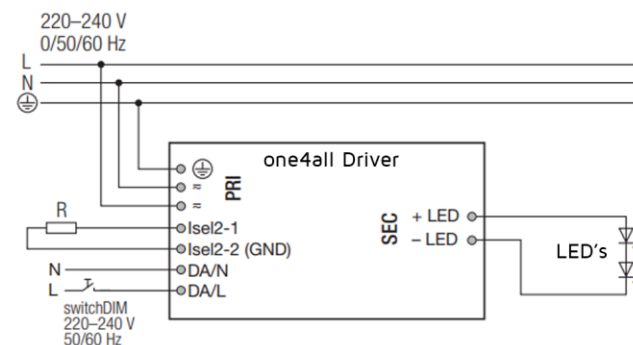 220–240 V
0/50/60 Hz
L
N
one4all Driver
PRI
≂
≂
R
Isel2-1
Isel2-2 (GND)
N
DA/N
L
DA/L
switchDIM
220–240 V
50/60 Hz
SEC
+ LED
– LED
LED's